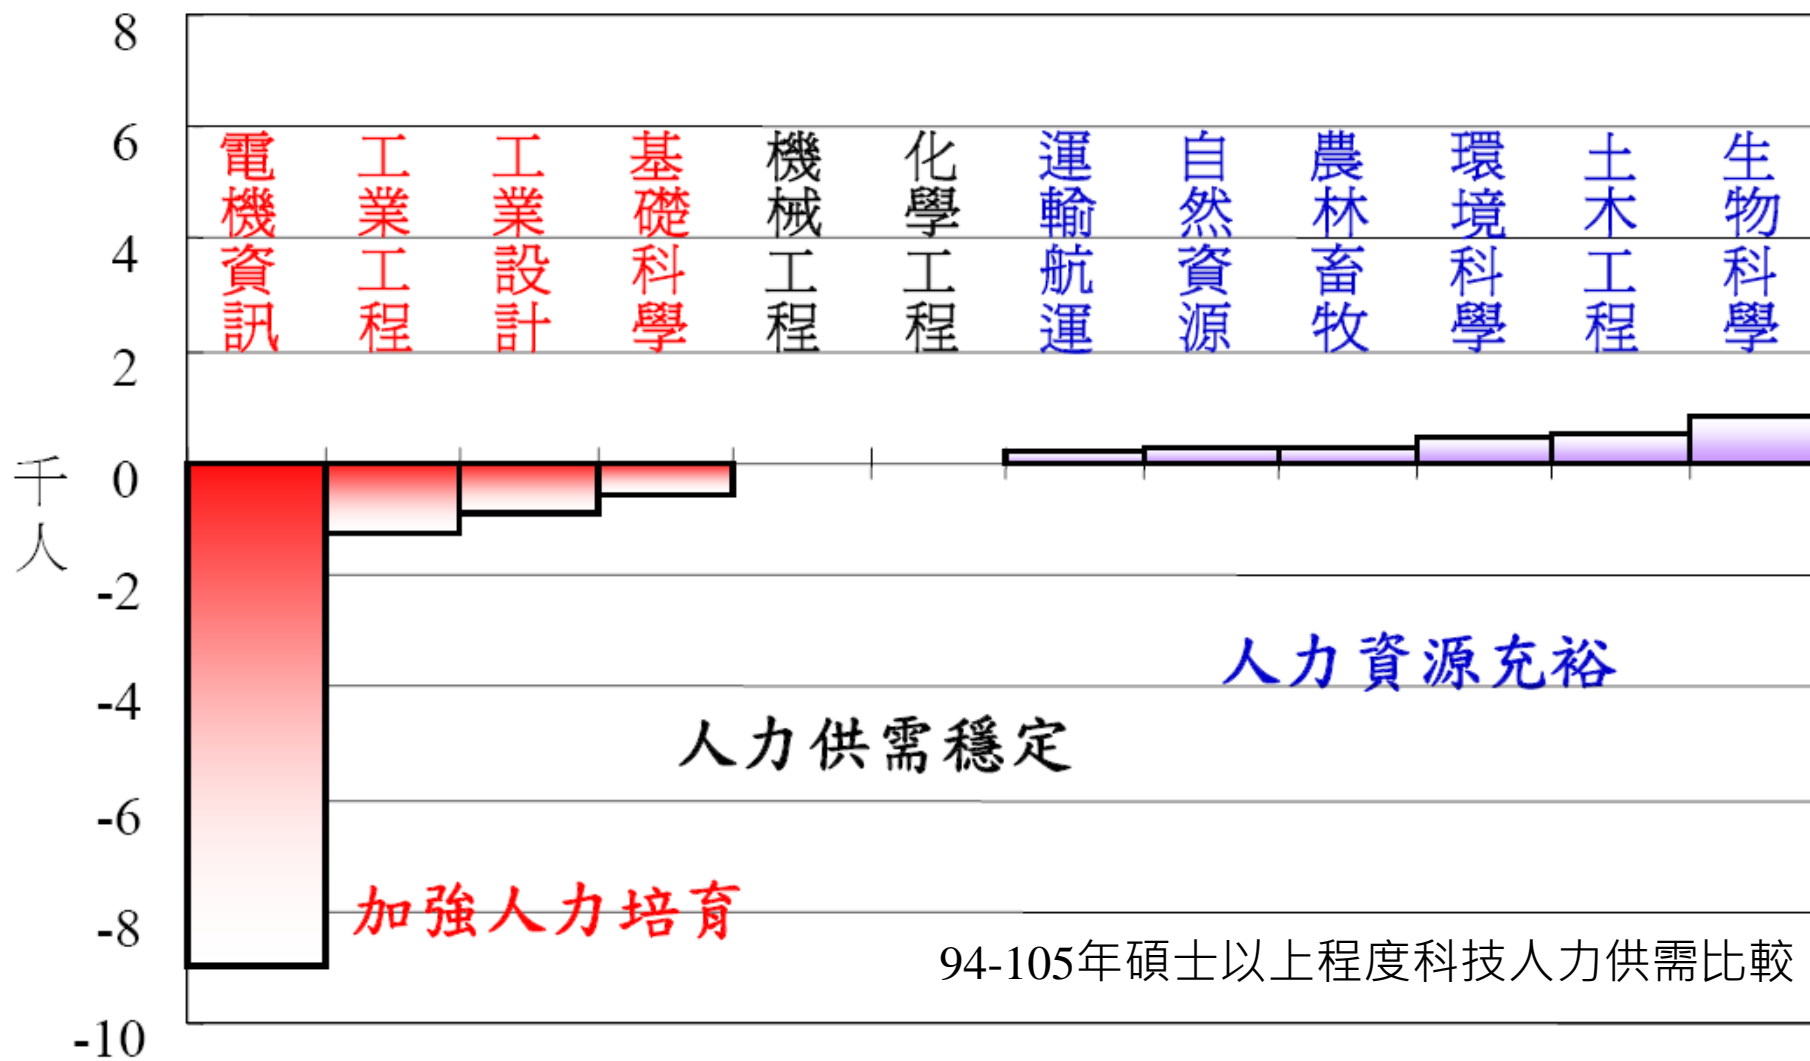 8
6
4
2
0
-2
-4
-6
-8
-10
千人
電機資訊
工業工程
工業設計
基礎科學
機械工程
化學工程
運輸航運
自然資源
農林畜牧
環境科學
土木工程
生物科學
人力資源充裕
人力供需穩定
加強人力培育
94-105年碩士以上程度科技人力供需比較